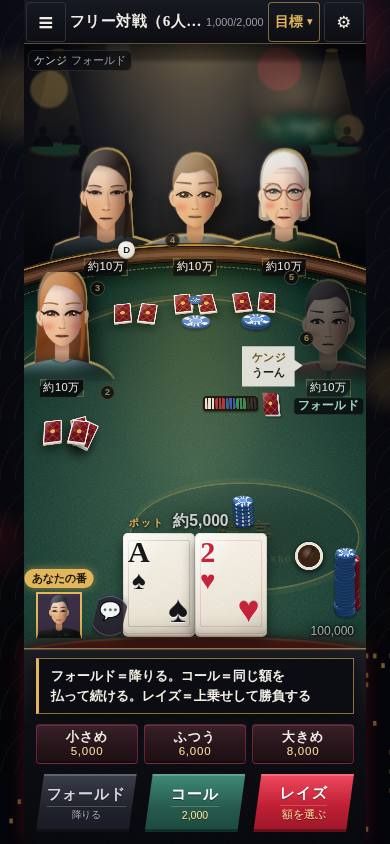 フリー対戦（6人… 1,000/2,000 目標 ▾
ケンジ フォールド
D
4
約10万 約10万 約10万
5
3
6
ケンジ
うーん
約10万 約10万
2
フォールド
ポット 約5,000
A 2
あなたの番
100,000
フォールド＝降りる。コール＝同じ額を
払って続ける。レイズ＝上乗せして勝負する
小さめ ふつう 大きめ
5,000 6,000 8,000
フォールド コール レイズ
降りる 2,000 額を選ぶ